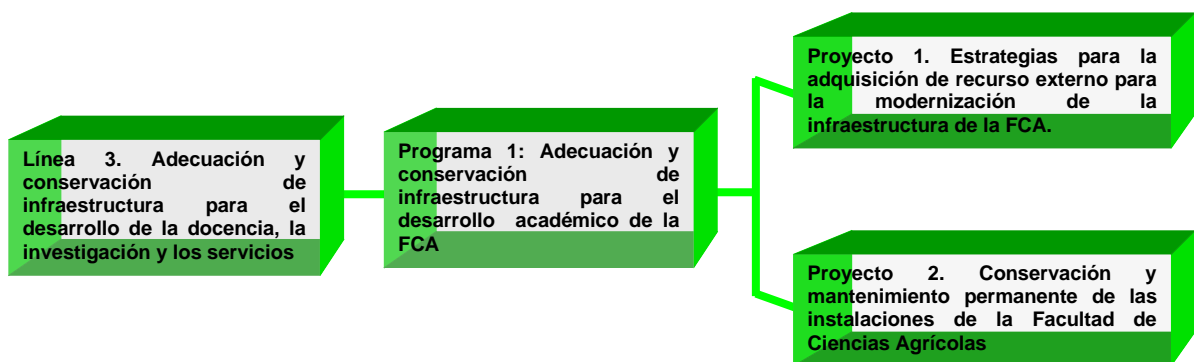 Línea 3. Adecuación y
conservación de
infraestructura para el
desarrollo de la docencia, la
investigación y los servicios
Programa 1: Adecuación y
conservación de
infraestructura para el
desarrollo académico de la
FCA
Proyecto 1. Estrategias para la
adquisición de recurso externo para
la modernización de la
infraestructura de la FCA.
Proyecto 2. Conservación y
mantenimiento permanente de las
instalaciones de la Facultad de
Ciencias Agrícolas